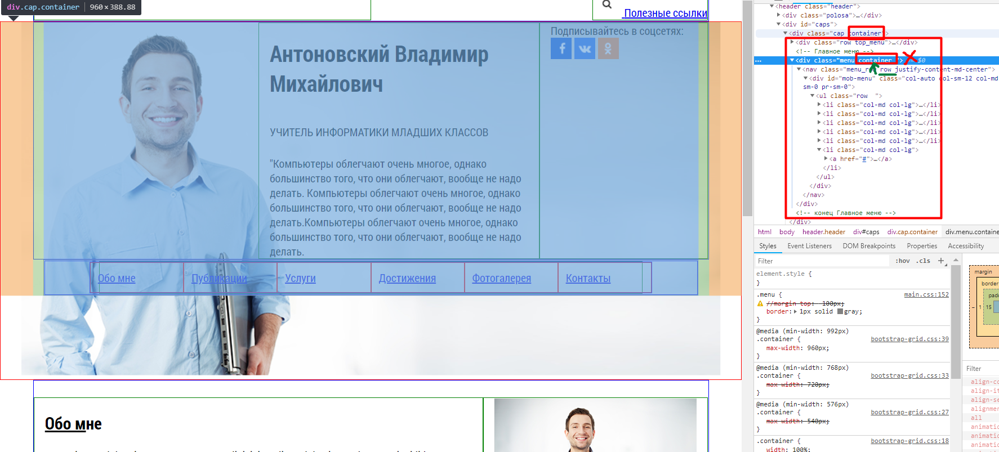 div.cap.container 960×388.88
Полезные ссылки
Подписывайтесь в соцсетях:
Антоновский Владимир
Михайлович
УЧИТЕЛЬ ИНФОРМАТИКИ МЛАДШИХ КЛАССОВ
"Компьютеры облегчают очень многое, однако
большинство того, что они облегчают, вообще не надо
делать. Компьютеры облегчают очень многое, однако
большинство того, что они облегчают, вообще не надо
делать.Компьютеры облегчают очень многое, однако
большинство того, что они облегчают, вообще не надо
делать.
Обо мне
Публикации
Услуги
Достижения
Фотогалерея
Контакты
Обо мне
<header class="header">
<div class="polosa">…</div>
<div id="caps">
<div class="cap container">
<div class="row top_menu">…</div>
<!-- Главное меню -->
<div class="menu container "> == $0
<nav class="menu_ row justify-content-md-center">
<div id="mob-menu" class="col-auto col-sm-12 col-md
sm-0 pr-sm-0">
<ul class="row  ">
<li class="col-md col-lg">…</li>
<li class="col-md col-lg">…</li>
<li class="col-md col-lg">…</li>
<li class="col-md col-lg">…</li>
<li class="col-md col-lg">…</li>
<li class="col-md col-lg">
<a href="#">…</a>
</li>
</ul>
</div>
</nav>
</div>
<!-- конец Главное меню -->
</div>
html body header.header div#caps div.cap.container div.menu.containe
Styles Event Listeners DOM Breakpoints Properties Accessibility
Filter :hov .cls +
element.style {
}
.menu { main.css:152
//margin-top: -100px;
border: 1px solid gray;
}
@media (min-width: 992px)
.container { bootstrap-grid.css:39
max-width: 960px;
}
@media (min-width: 768px)
.container { bootstrap-grid.css:33
max-width: 720px;
}
@media (min-width: 576px)
.container { bootstrap-grid.css:27
max-width: 540px;
}
.container { bootstrap-grid.css:18
width: 100%;
margin
border
padd
– 1 15
Filter
align-co
align-it
align-se
alignmen
all
animatic
animatic
animatic